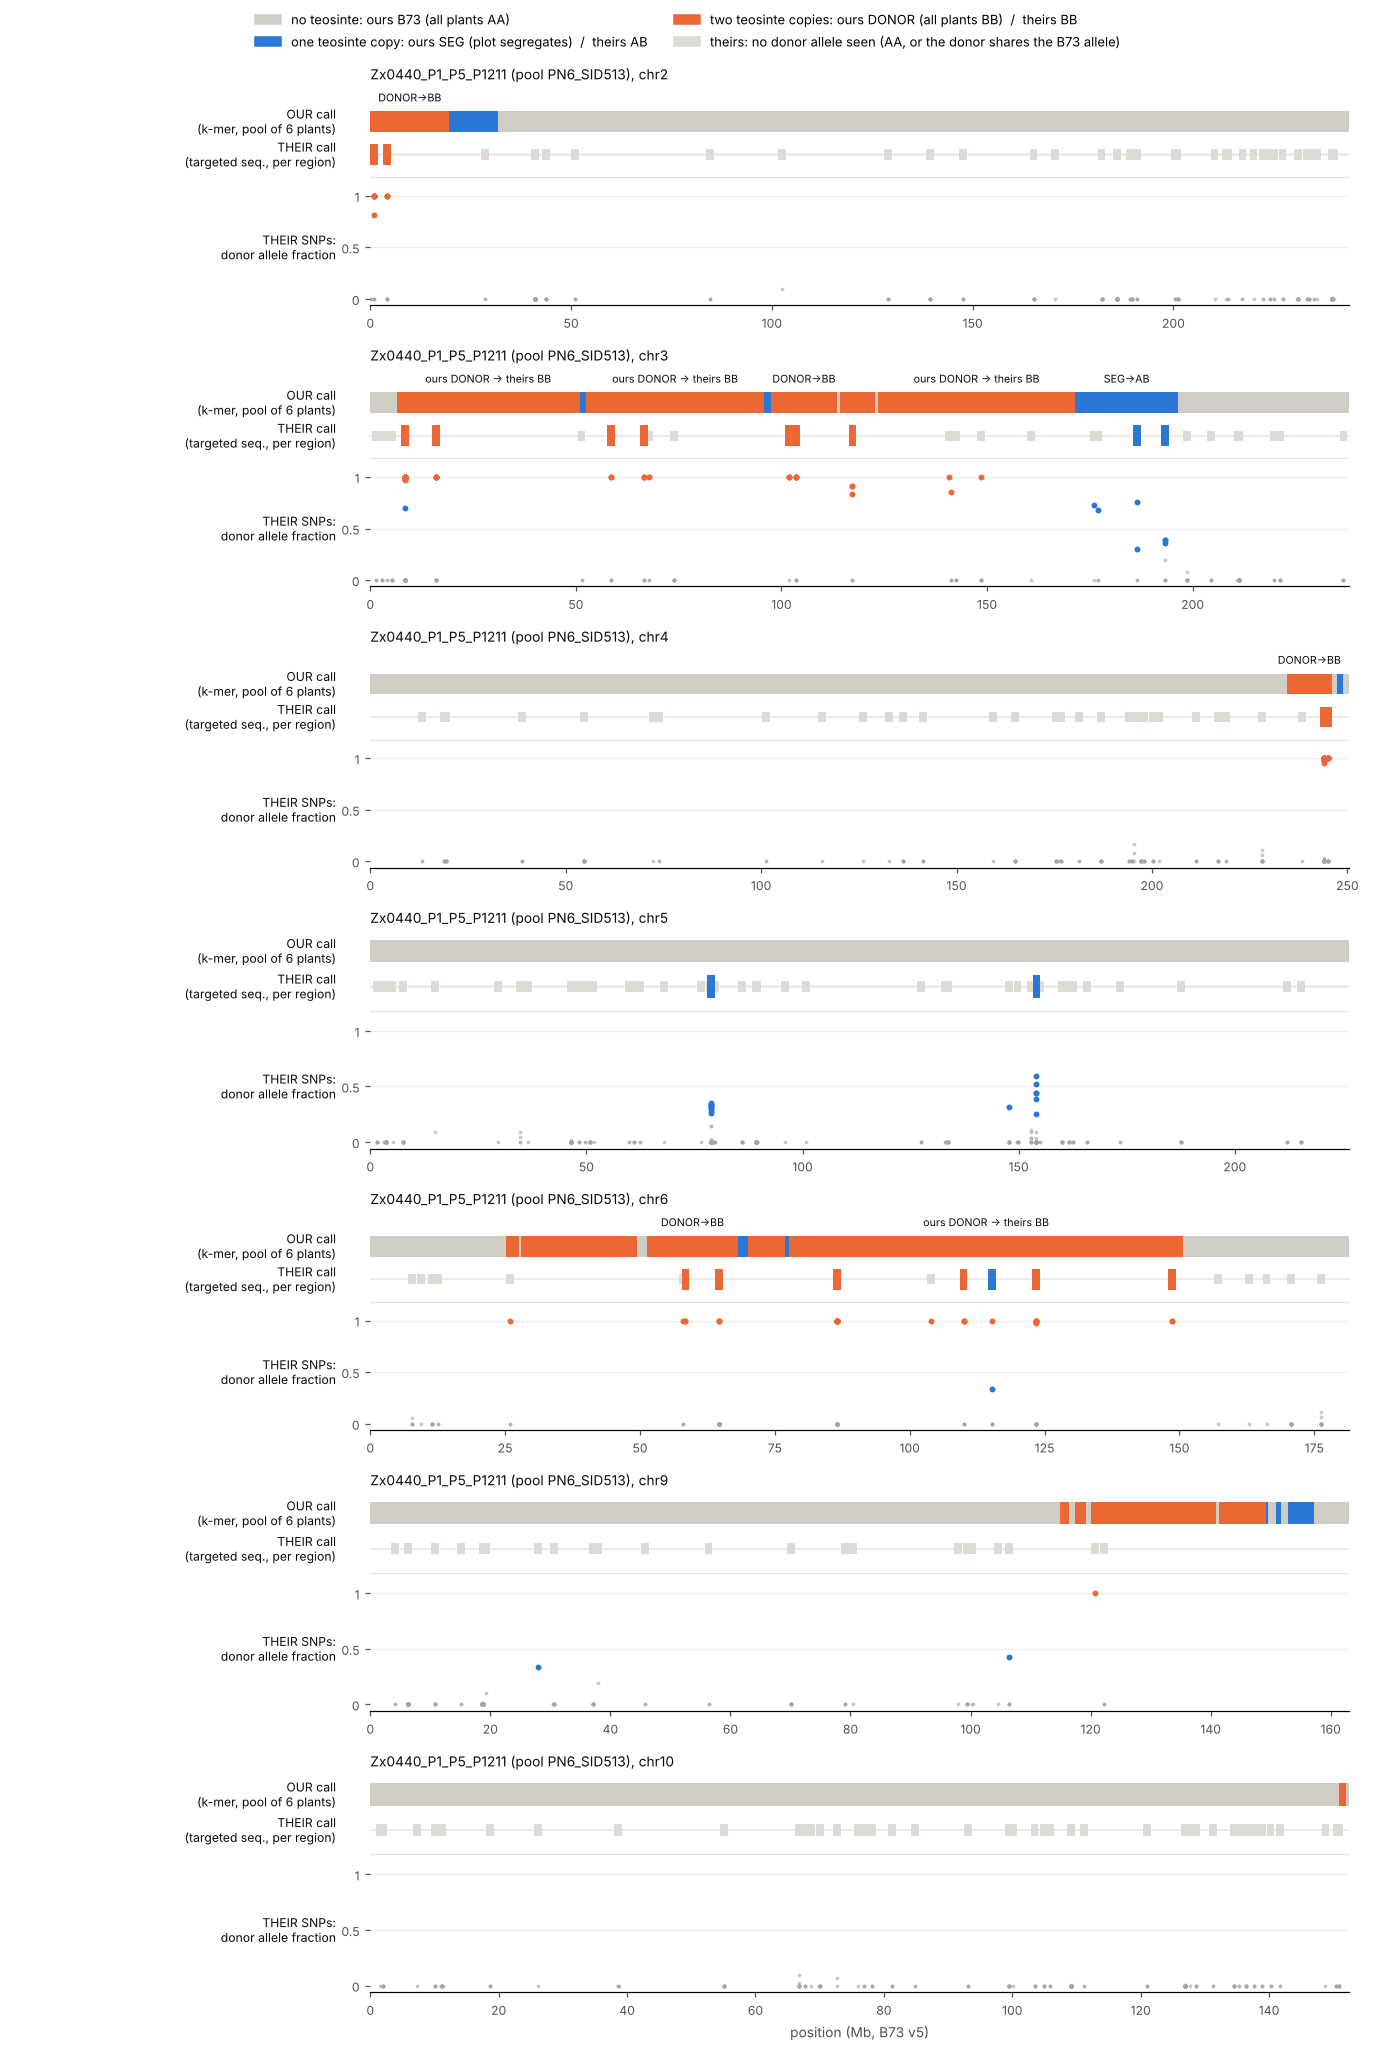 no teosinte: ours B73 (all plants AA)
two teosinte copies: ours DONOR (all plants BB)  /  theirs BB
one teosinte copy: ours SEG (plot segregates)  /  theirs AB
theirs: no donor allele seen (AA, or the donor shares the B73 allele)
Zx0440_P1_P5_P1211 (pool PN6_SID513), chr2
DONOR→BB
OUR call
(k-mer, pool of 6 plants)
THEIR call
(targeted seq., per region)
1
THEIR SNPs:
donor allele fraction
0.5
0
0 50 100 150 200
Zx0440_P1_P5_P1211 (pool PN6_SID513), chr3
ours DONOR → theirs BB ours DONOR → theirs BB DONOR→BB ours DONOR → theirs BB SEG→AB
OUR call
(k-mer, pool of 6 plants)
THEIR call
(targeted seq., per region)
1
THEIR SNPs:
donor allele fraction
0.5
0
0 50 100 150 200
Zx0440_P1_P5_P1211 (pool PN6_SID513), chr4
DONOR→BB
OUR call
(k-mer, pool of 6 plants)
THEIR call
(targeted seq., per region)
1
THEIR SNPs:
donor allele fraction
0.5
0
0 50 100 150 200 250
Zx0440_P1_P5_P1211 (pool PN6_SID513), chr5
OUR call
(k-mer, pool of 6 plants)
THEIR call
(targeted seq., per region)
1
THEIR SNPs:
donor allele fraction
0.5
0
0 50 100 150 200
Zx0440_P1_P5_P1211 (pool PN6_SID513), chr6
DONOR→BB ours DONOR → theirs BB
OUR call
(k-mer, pool of 6 plants)
THEIR call
(targeted seq., per region)
1
THEIR SNPs:
donor allele fraction
0.5
0
0 25 50 75 100 125 150 175
Zx0440_P1_P5_P1211 (pool PN6_SID513), chr9
OUR call
(k-mer, pool of 6 plants)
THEIR call
(targeted seq., per region)
1
THEIR SNPs:
donor allele fraction
0.5
0
0 20 40 60 80 100 120 140 160
Zx0440_P1_P5_P1211 (pool PN6_SID513), chr10
OUR call
(k-mer, pool of 6 plants)
THEIR call
(targeted seq., per region)
1
THEIR SNPs:
donor allele fraction
0.5
0
0 20 40 60 80 100 120 140
position (Mb, B73 v5)